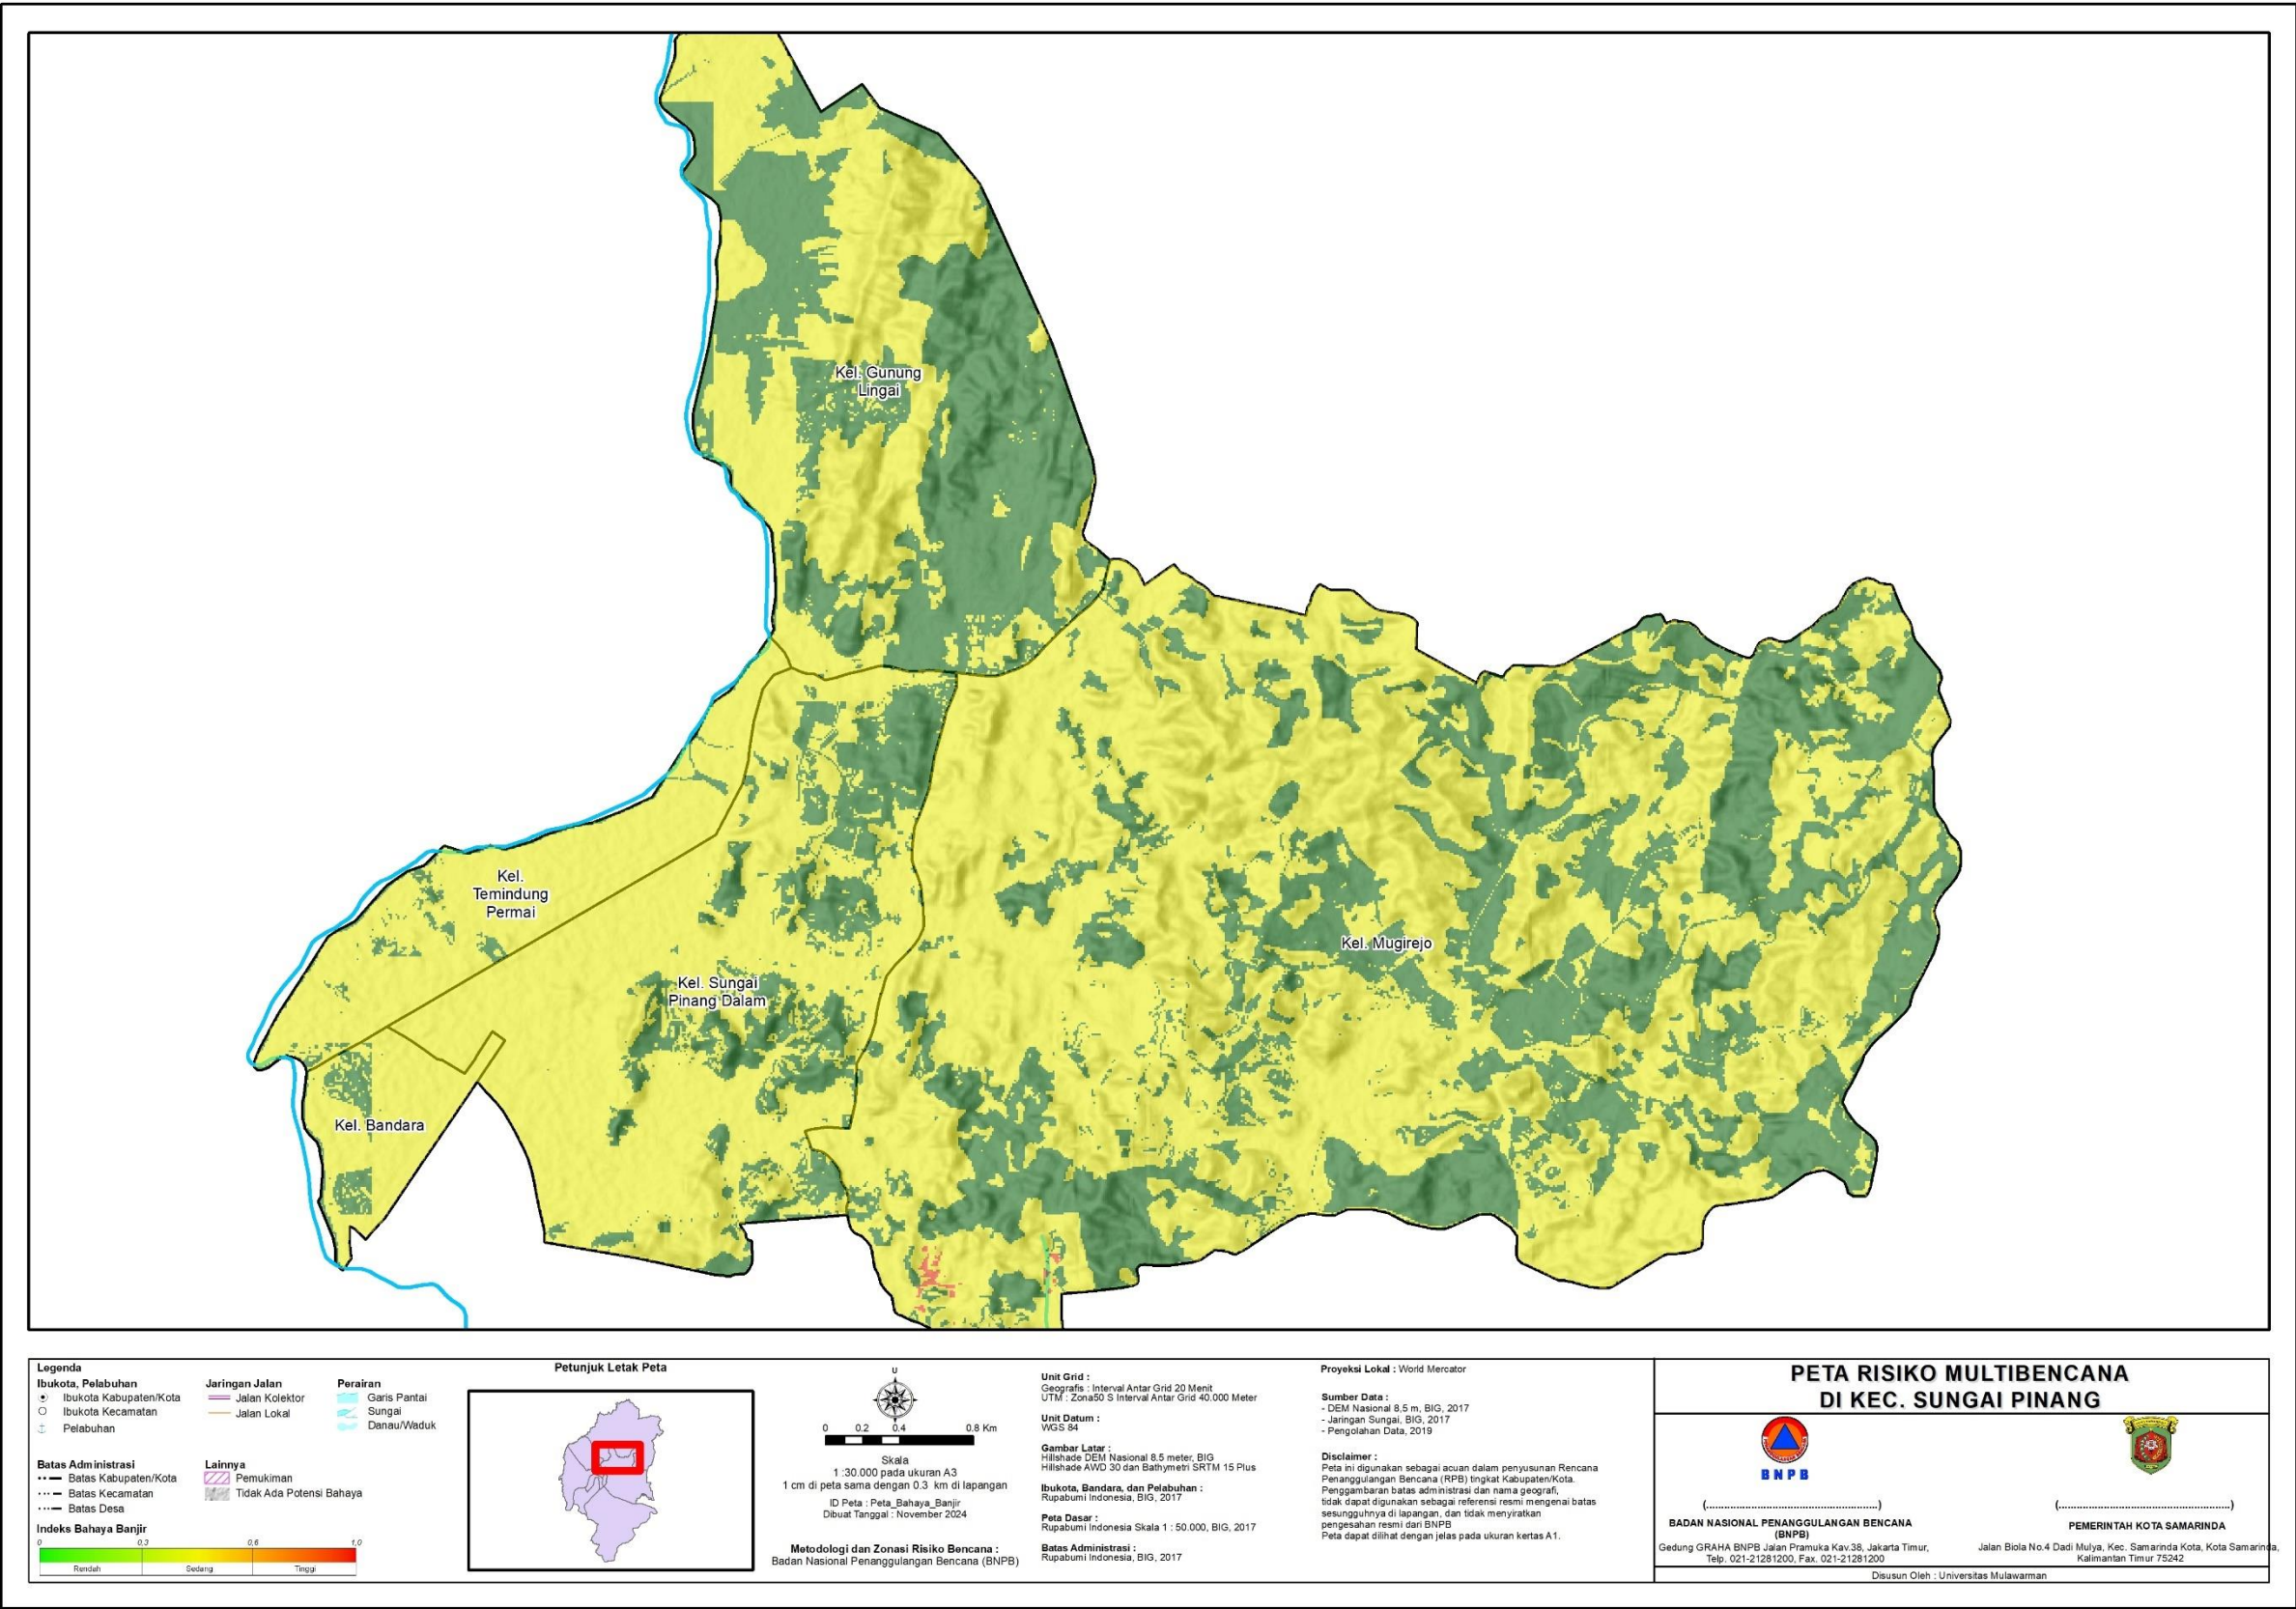 Kel. Gunung
Lingai
Kel.
Temindung
Permai
Kel. Mugirejo
Kel. Sungai
Pinang Dalam
Kel. Bandara
Legenda
Ibukota, Pelabuhan
Ibukota Kabupaten/Kota
Ibukota Kecamatan
Pelabuhan
Jaringan Jalan
Jalan Kolektor
Jalan Lokal
Perairan
Garis Pantai
Sungai
Danau/Waduk
Batas Administrasi
Batas Kabupaten/Kota
Batas Kecamatan
Batas Desa
Lainnya
Pemukiman
Tidak Ada Potensi Bahaya
Indeks Bahaya Banjir
0 0,3 0,6 1,0
Rendah Sedang Tinggi
Petunjuk Letak Peta
U
0 0.2 0.4 0.8 Km
Skala
1 :30.000 pada ukuran A3
1 cm di peta sama dengan 0.3 km di lapangan
ID Peta : Peta_Bahaya_Banjir
Dibuat Tanggal : November 2024
Metodologi dan Zonasi Risiko Bencana :
Badan Nasional Penanggulangan Bencana (BNPB)
Unit Grid :
Geografis : Interval Antar Grid 20 Menit
UTM : Zona50 S Interval Antar Grid 40.000 Meter
Unit Datum :
WGS 84
Gambar Latar :
Hillshade DEM Nasional 8.5 meter, BIG
Hillshade AWD 30 dan Bathymetri SRTM 15 Plus
Ibukota, Bandara, dan Pelabuhan :
Rupabumi Indonesia, BIG, 2017
Peta Dasar :
Rupabumi Indonesia Skala 1 : 50.000, BIG, 2017
Batas Administrasi :
Rupabumi Indonesia, BIG, 2017
Proyeksi Lokal : World Mercator
Sumber Data :
- DEM Nasional 8,5 m, BIG, 2017
- Jaringan Sungai, BIG, 2017
- Pengolahan Data, 2019
Disclaimer :
Peta ini digunakan sebagai acuan dalam penyusunan Rencana
Penanggulangan Bencana (RPB) tingkat Kabupaten/Kota.
Penggambaran batas administrasi dan nama geografi,
tidak dapat digunakan sebagai referensi resmi mengenai batas
sesungguhnya di lapangan, dan tidak menyiratkan
pengesahan resmi dari BNPB
Peta dapat dilihat dengan jelas pada ukuran kertas A1.
PETA RISIKO MULTIBENCANA
DI KEC. SUNGAI PINANG
BNPB
(......................................................)
BADAN NASIONAL PENANGGULANGAN BENCANA
(BNPB)
Gedung GRAHA BNPB Jalan Pramuka Kav.38, Jakarta Timur,
Telp. 021-21281200, Fax. 021-21281200
(......................................................)
PEMERINTAH KOTA SAMARINDA
Jalan Biola No.4 Dadi Mulya, Kec. Samarinda Kota, Kota Samarinda,
Kalimantan Timur 75242
Disusun Oleh : Universitas Mulawarman